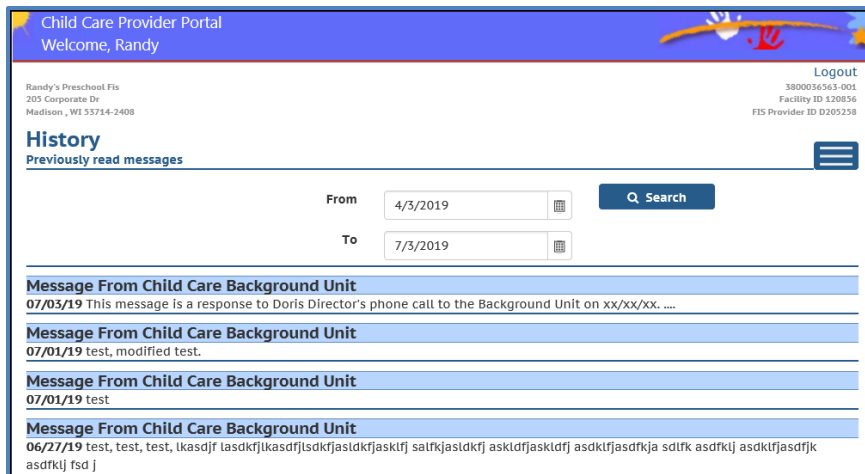 Child Care Provider Portal
Welcome, Randy
Logout
Randy's Preschool Fis
205 Corporate Dr
Madison , WI 53714-2408
3800036563-001
Facility ID 120856
FIS Provider ID D205258
History
Previously read messages
From 4/3/2019 Search
To 7/3/2019
Message From Child Care Background Unit
07/03/19 This message is a response to Doris Director's phone call to the Background Unit on xx/xx/xx. ....
Message From Child Care Background Unit
07/01/19 test, modified test.
Message From Child Care Background Unit
07/01/19 test
Message From Child Care Background Unit
06/27/19 test, test, test, lkasdjf lasdkfjlkasdfjlsdkfjasldkfjasklfj salfkjasldkfj askldfjaskldfj asdklfjasdfkja sdlfk asdfklj asdklfjasdfjk
asdfklj fsd j